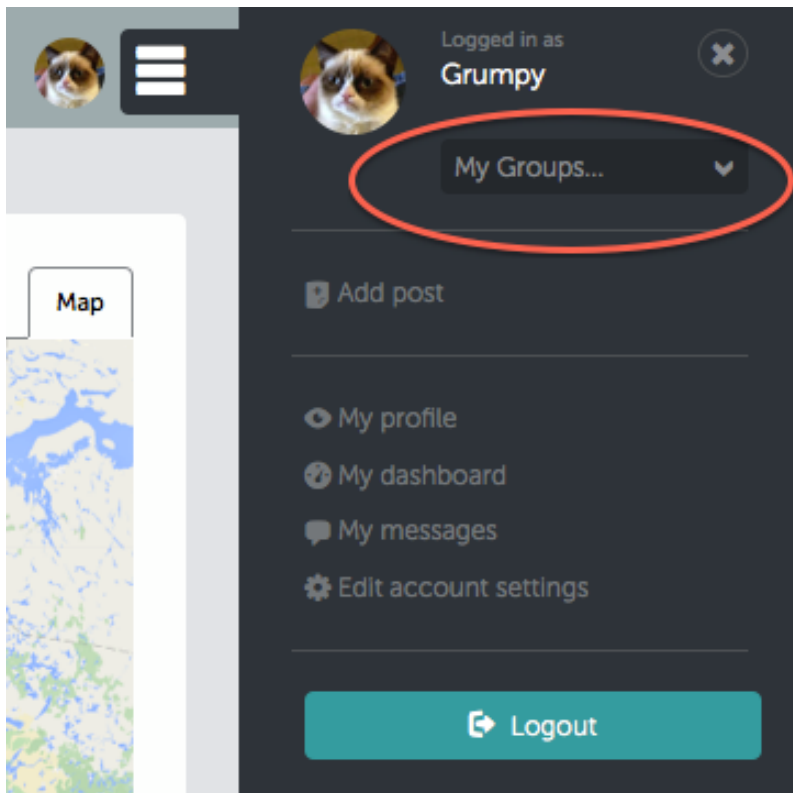 Logged in as
Grumpy
My Groups...
Map
Add post
My profile
My dashboard
My messages
Edit account settings
Logout